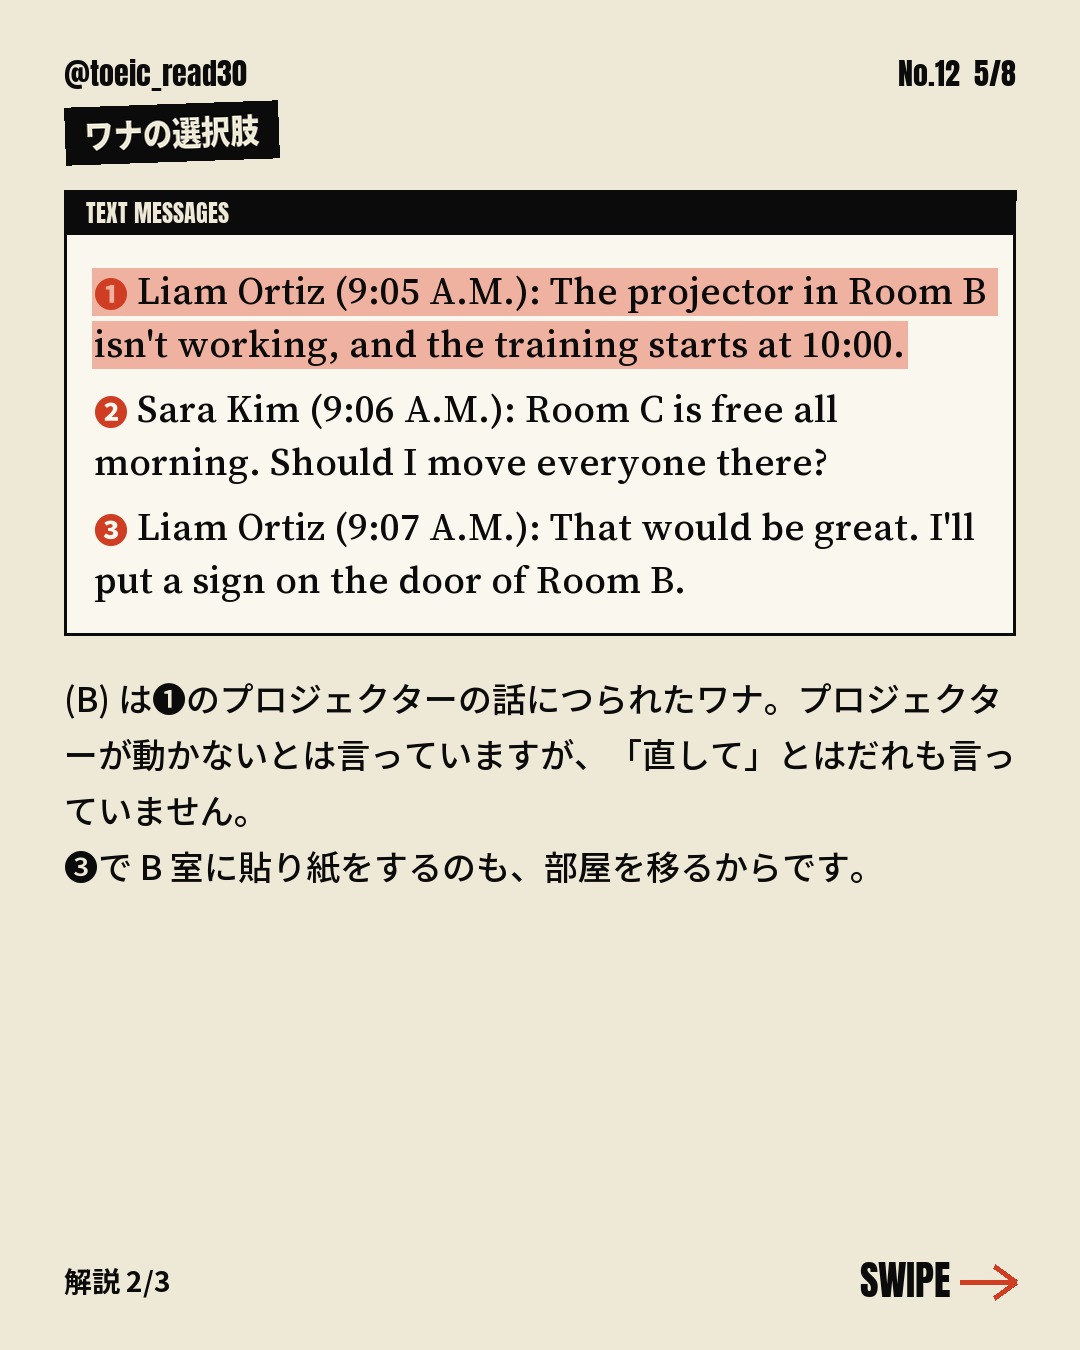 @toeic_read30
No.12 5/8
ワナの選択肢
TEXT MESSAGES
❶ Liam Ortiz (9:05 A.M.): The projector in Room B
isn't working, and the training starts at 10:00.
❷ Sara Kim (9:06 A.M.): Room C is free all
morning. Should I move everyone there?
❸ Liam Ortiz (9:07 A.M.): That would be great. I'll
put a sign on the door of Room B.
(B) は❶のプロジェクターの話につられたワナ。プロジェクタ
ーが動かないとは言っていますが、「直して」とはだれも言っ
ていません。
❸で B 室に貼り紙をするのも、部屋を移るからです。
解説 2/3
SWIPE